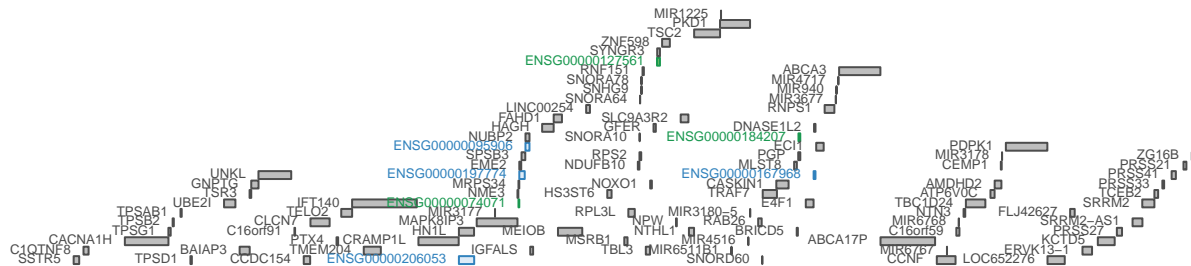 MIR1225
PKD1
TSC2
ZNF598
SYNGR3
ENSG00000127561
RNF151 ABCA3
SNORA78 MIR4717
SNHG9 MIR940
SNORA64 MIR3677
LINC00254 RNPS1
FAHD1 SLC9A3R2
HAGH GFER DNASE1L2
NUBP2 SNORA10 ENSG00000184207
ENSG00000095906 ECI1 PDPK1
SPSB3 RPS2 PGP MIR3178 ZG16B
EME2 NDUFB10 MLST8 CEMP1 PRSS21
UNKL ENSG00000197774 ENSG00000167968 PRSS41
GNPTG MRPS34 NOXO1 CASKIN1 AMDHD2 PRSS33
TSR3 NME3 HS3ST6 TRAF7 ATP6V0C CEB2
UBE2I IFT140 ENSG00000074071 E4F1 TBC1D24 SRRM2
TPSAB1 TELO2 MIR3177 RPL3L MIR3180-5 NTN3 FLJ42627
TPSB2 CLCN7 MAPK8IP3 NPW RAB26 MIR6768 SRRM2-AS1
TPSG1 C16orf91 HN1L MEIOB NTHL1 BRICD5 C16orf59 PRSS27
CACNA1H PTX4 MSRB1 MIR4516 ABCA17P KCTD5
C1QTNF8 BAIAP3 TMEM204 CRAMP1L IGFALS TBL3 MIR6511B1 MIR6767 ERVK13-1
SSTR5 TPSD1 CCDC154 ENSG00000206053 SNORD60 CCNF LOC652276